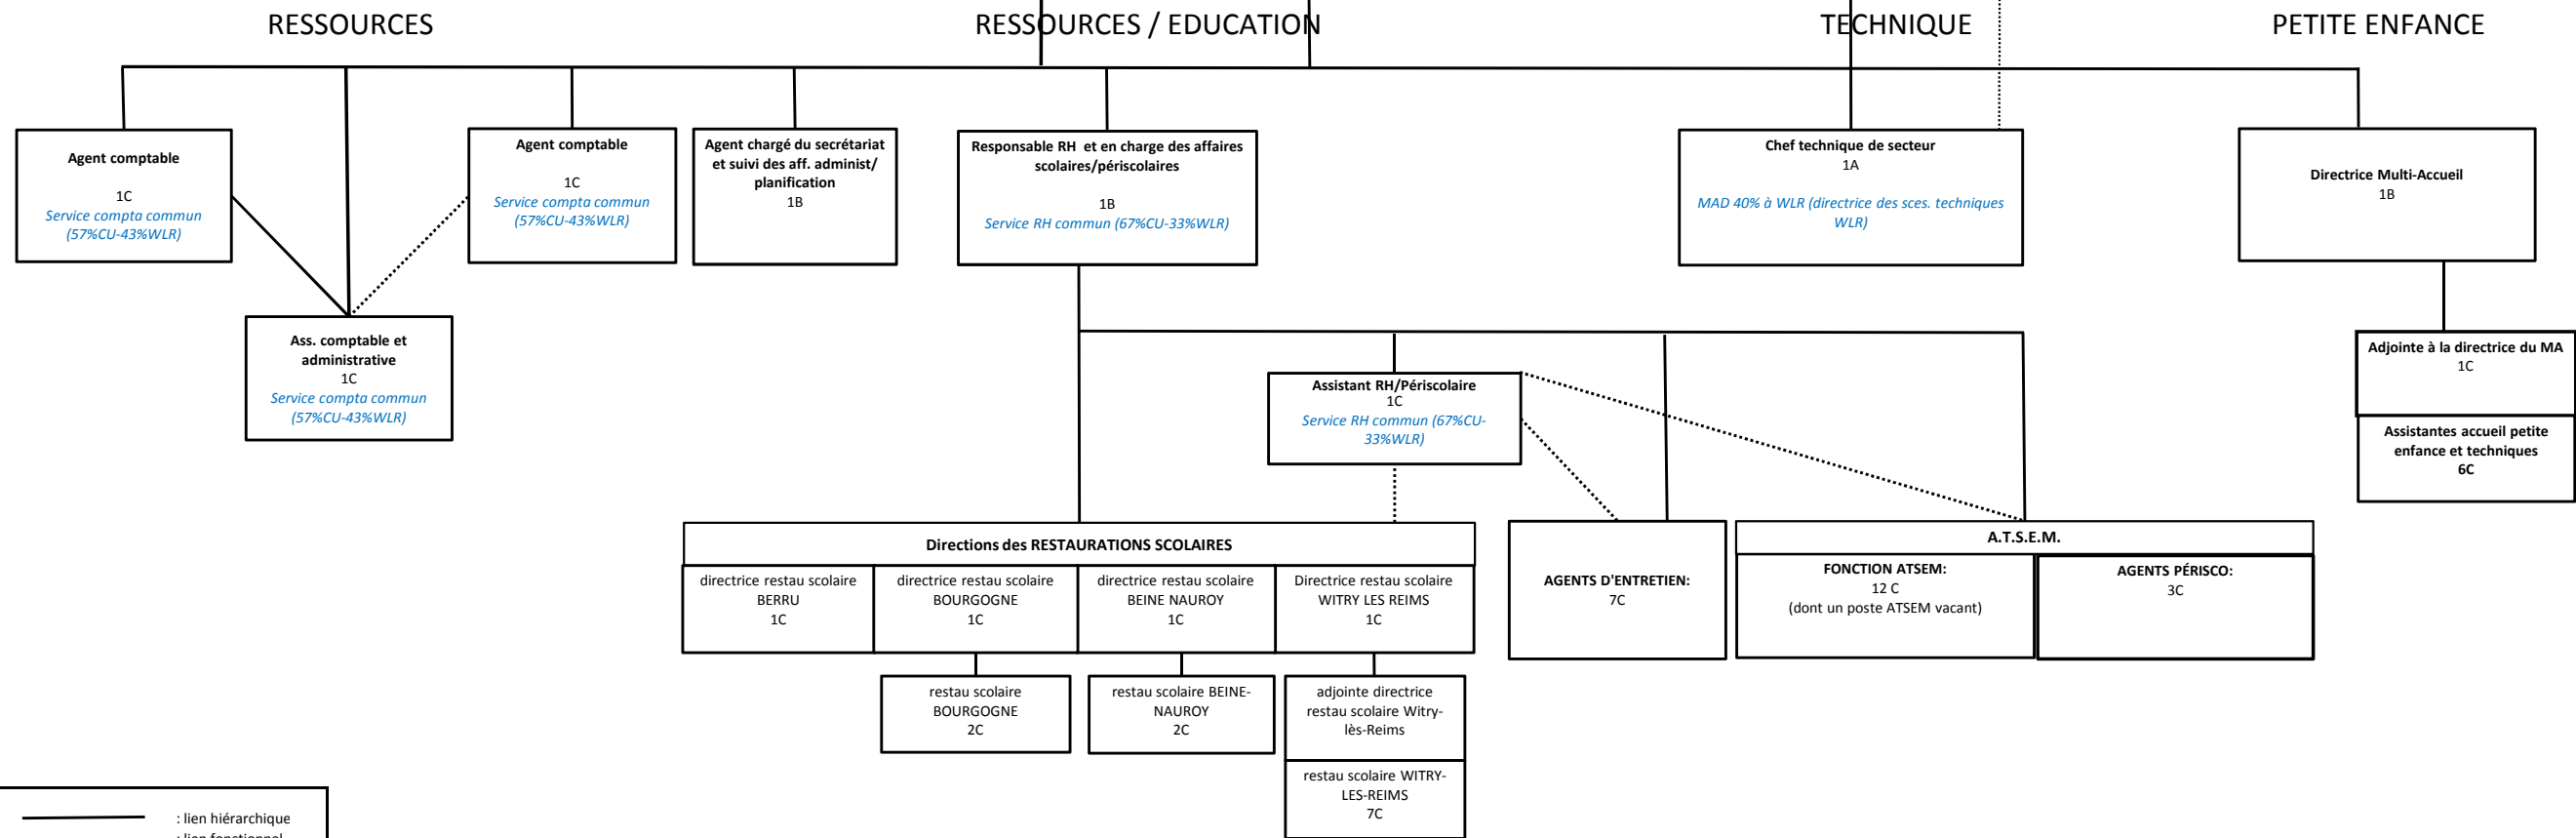 RESSOURCES
RESSOURCES / EDUCATION
TECHNIQUE
PETITE ENFANCE
Agent comptable
1C
Service compta commun
(57%CU-43%WLR)
Agent comptable
1C
Service compta commun
(57%CU-43%WLR)
Agent chargé du secrétariat
et suivi des aff. administ/
planification
1B
Responsable RH et en charge des affaires
scolaires/périscolaires
1B
Service RH commun (67%CU-33%WLR)
Chef technique de secteur
1A
MAD 40% à WLR (directrice des sces. techniques
WLR)
Directrice Multi-Accueil
1B
Ass. comptable et
administrative
1C
Service compta commun
(57%CU-43%WLR)
Assistant RH/Périscolaire
1C
Service RH commun (67%CU-
33%WLR)
Adjointe à la directrice du MA
1C
Assistantes accueil petite
enfance et techniques
6C
Directions des RESTAURATIONS SCOLAIRES
directrice restau scolaire
BERRU
1C
directrice restau scolaire
BOURGOGNE
1C
directrice restau scolaire
BEINE NAUROY
1C
Directrice restau scolaire
WITRY LES REIMS
1C
AGENTS D'ENTRETIEN:
7C
A.T.S.E.M.
FONCTION ATSEM:
12 C
(dont un poste ATSEM vacant)
AGENTS PÉRISCO:
3C
restau scolaire
BOURGOGNE
2C
restau scolaire BEINE-
NAUROY
2C
adjointe directrice
restau scolaire Witry-
lès-Reims
restau scolaire WITRY-
LES-REIMS
7C
: lien hiérarchique
: lien fonctionnel